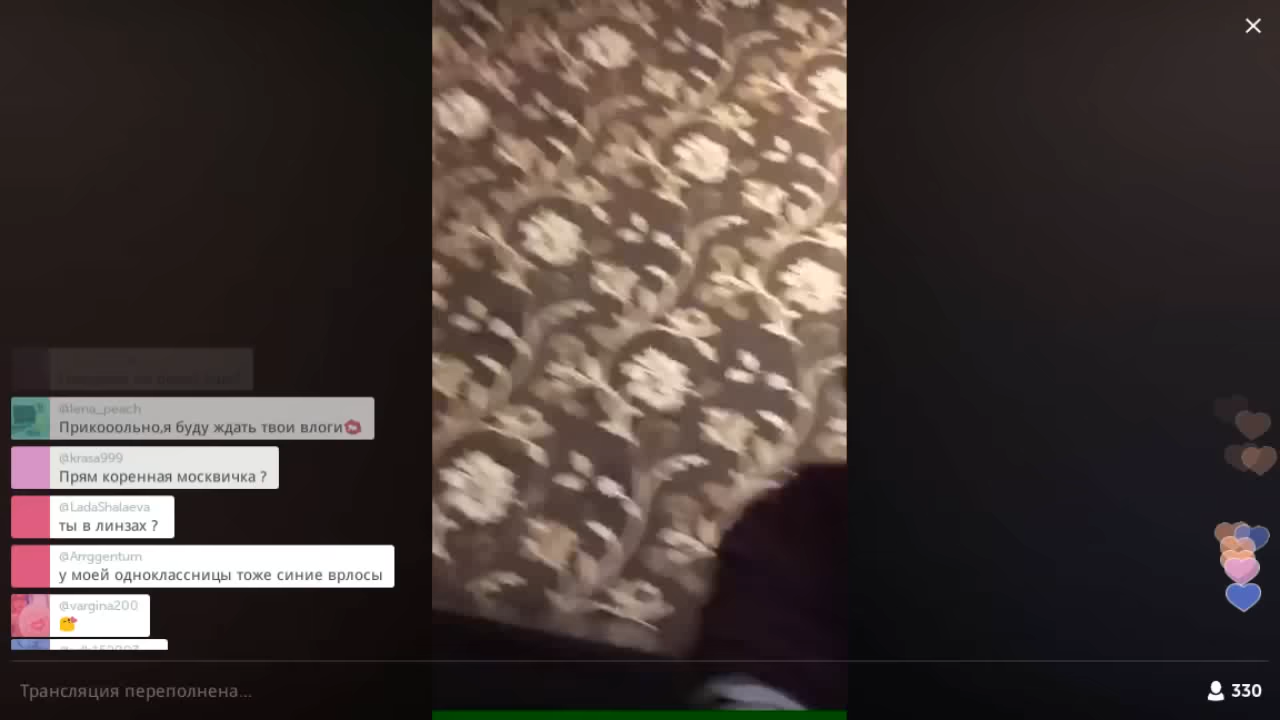 @lena_peach
Прикооольно,я буду ждать твои влоги
@krasa999
Прям коренная москвичка ?
@LadaShalaeva
ты в линзах ?
@Arrggentum
у моей одноклассницы тоже синие врлосы
@vargina200
Трансляция переполнена...
330